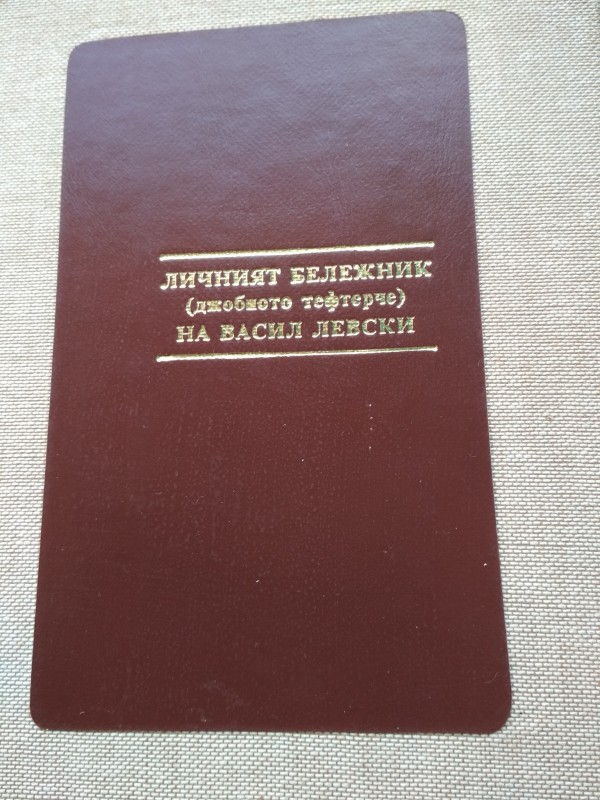 ЛИЧНИЯТ БЕЛЕЖНИК
(джобното тефтерче)
НА ВАСИЛ ЛЕВСКИ